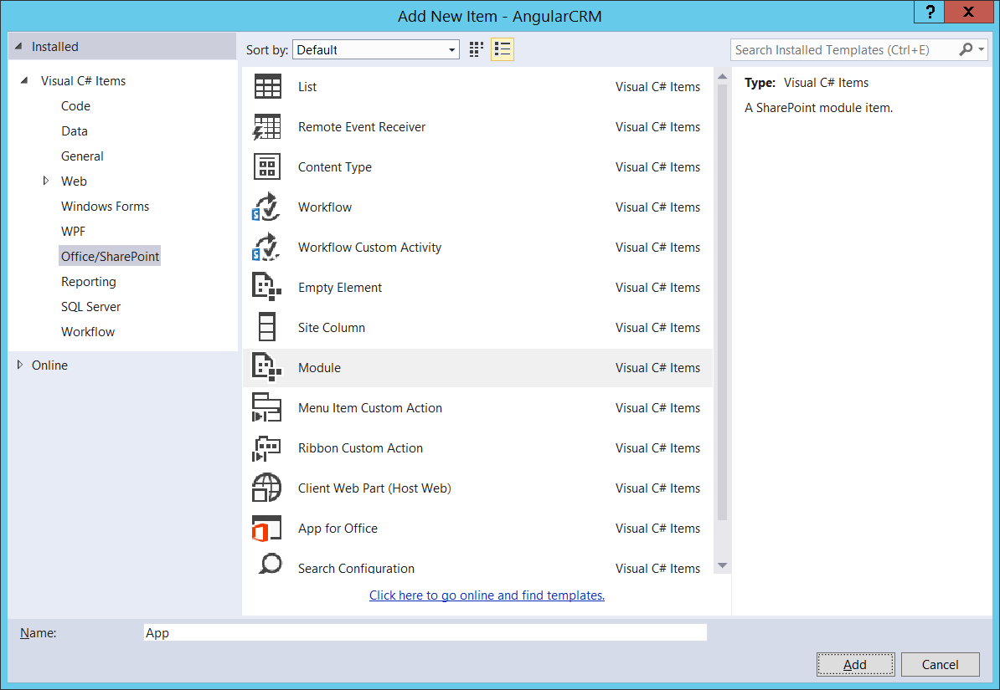 Add New Item - AngularCRM
?
X
Installed
Sort by: Default
Search Installed Templates (Ctrl+E)
Visual C# Items
Code
Data
General
Web
Windows Forms
WPF
Office/SharePoint
Reporting
SQL Server
Workflow
Online
List Visual C# Items
Remote Event Receiver Visual C# Items
Content Type Visual C# Items
Workflow Visual C# Items
Workflow Custom Activity Visual C# Items
Empty Element Visual C# Items
Site Column Visual C# Items
Module Visual C# Items
Menu Item Custom Action Visual C# Items
Ribbon Custom Action Visual C# Items
Client Web Part (Host Web) Visual C# Items
App for Office Visual C# Items
Search Configuration Visual C# Items
Click here to go online and find templates.
Type: Visual C# Items
A SharePoint module item.
Name: App
Add Cancel